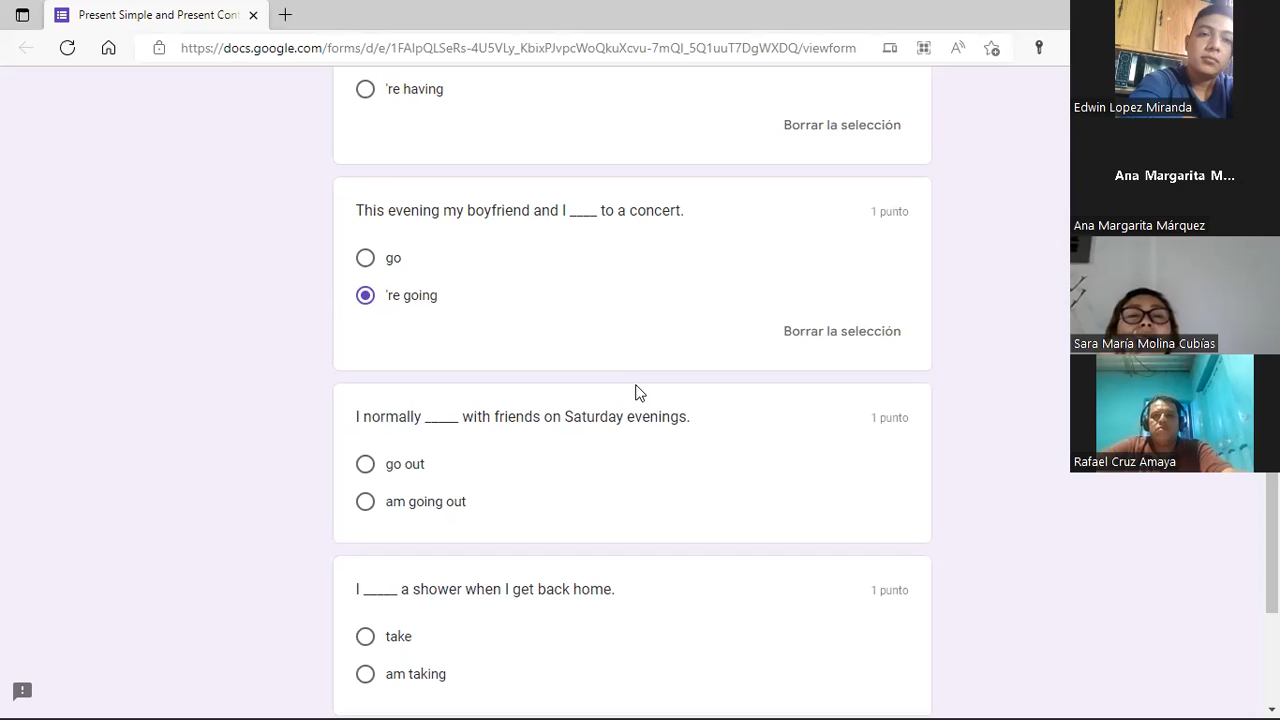 Present Simple and Present Con
https://docs.google.com/forms/d/e/1FAIpQLSeRs-4U5VLy_KbixPJvpcWoQkuXcvu-7mQI_5Q1uuT7DgWXDQ/viewform
're having
Borrar la selección
This evening my boyfriend and I ____ to a concert.
1 punto
go
're going
Borrar la selección
I normally _____ with friends on Saturday evenings.
1 punto
go out
am going out
I _____ a shower when I get back home.
1 punto
take
am taking
Edwin Lopez Miranda
Ana Margarita M...
Ana Margarita Márquez
Sara María Molina Cubías
Rafael Cruz Amaya